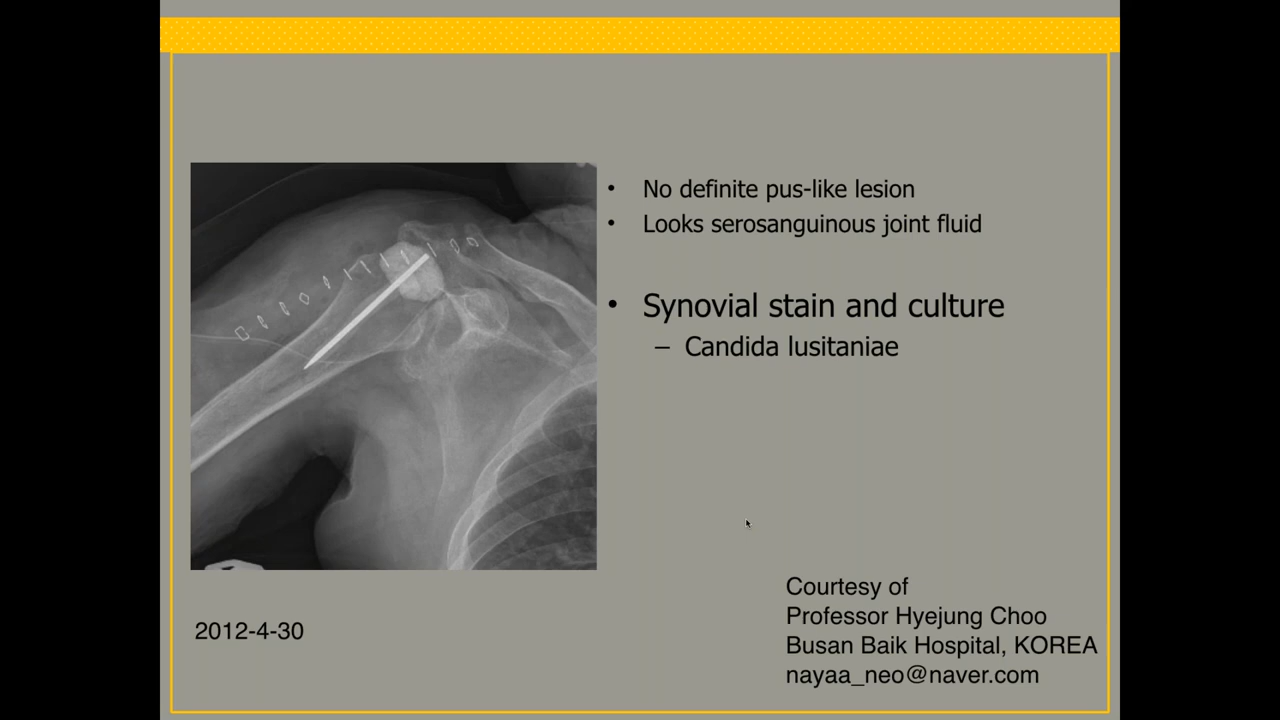 • No definite pus-like lesion
• Looks serosanguinous joint fluid
• Synovial stain and culture
– Candida lusitaniae
2012-4-30
Courtesy of
Professor Hyejung Choo
Busan Baik Hospital, KOREA
nayaa_neo@naver.com